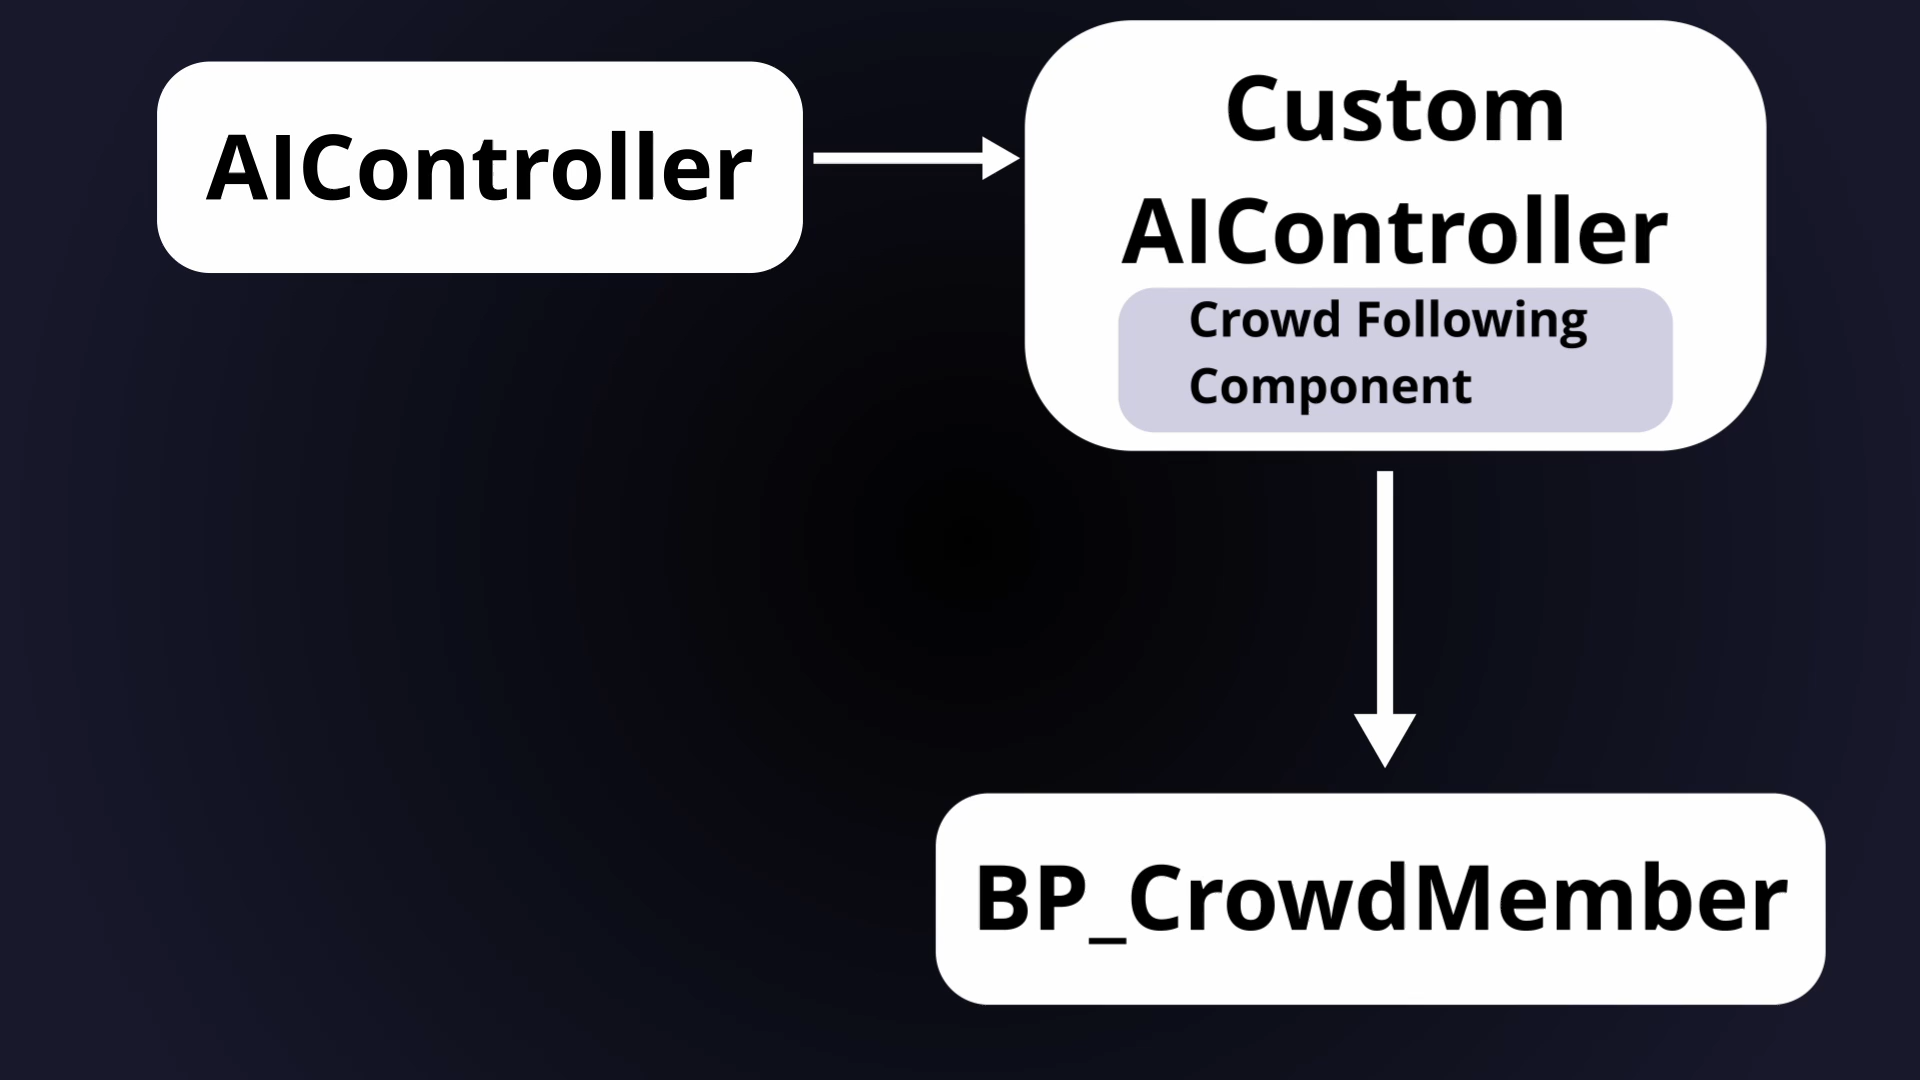 AIController
Custom
AIController
Crowd Following
Component
BP_CrowdMember